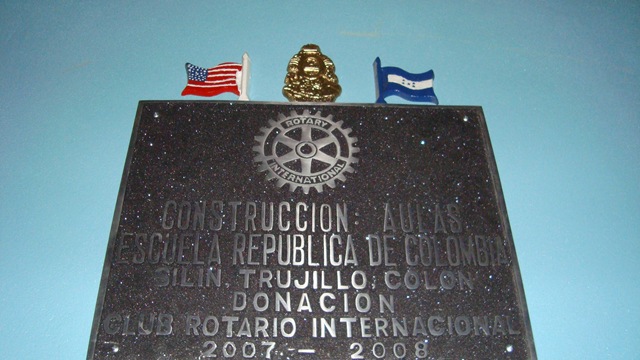 ROTARY
INTERNATIONAL
CONSTRUCCION: AULAS
ESCUELA REPUBLICA DE COLOMBIA
SILIN, TRUJILLO, COLON
DONACION
CLUB ROTARIO INTERNACIONAL
2007 - 2008